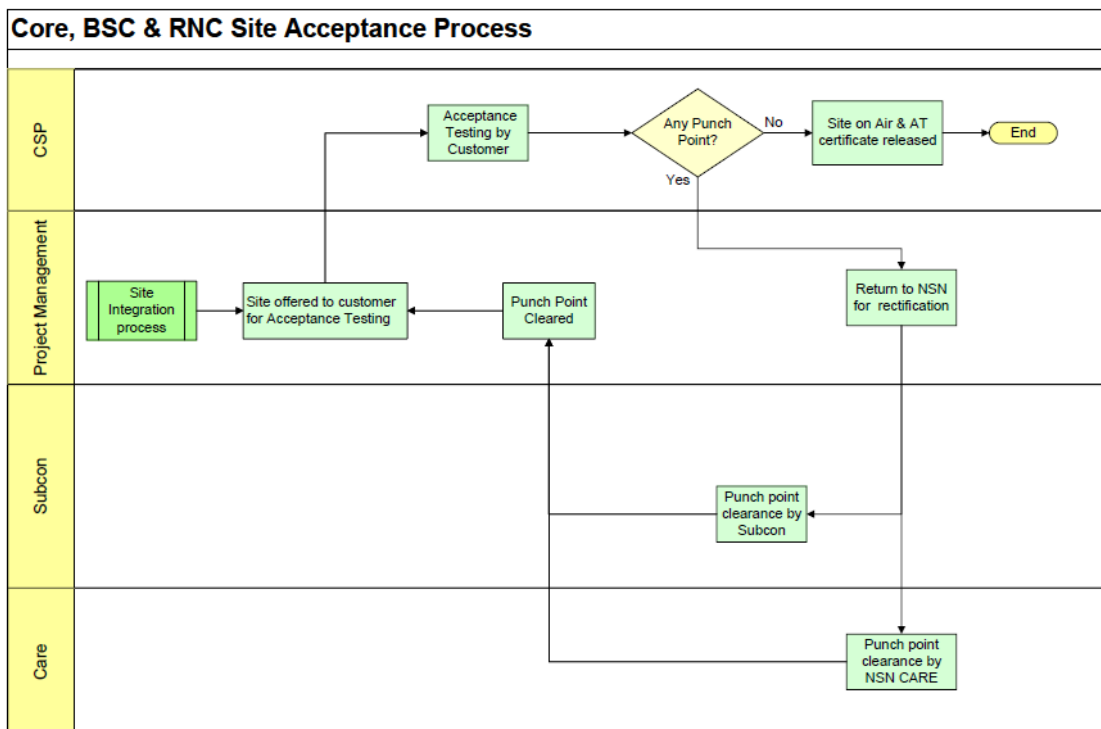 Core, BSC & RNC Site Acceptance Process
CSP
Acceptance
Testing by
Customer
Any Punch
Point?
No
Yes
Site on Air & AT
certificate released
End
Project Management
Site
Integration
process
Site offered to customer
for Acceptance Testing
Punch Point
Cleared
Return to NSN
for rectification
Subcon
Punch point
clearance by
Subcon
Care
Punch point
clearance by
NSN CARE